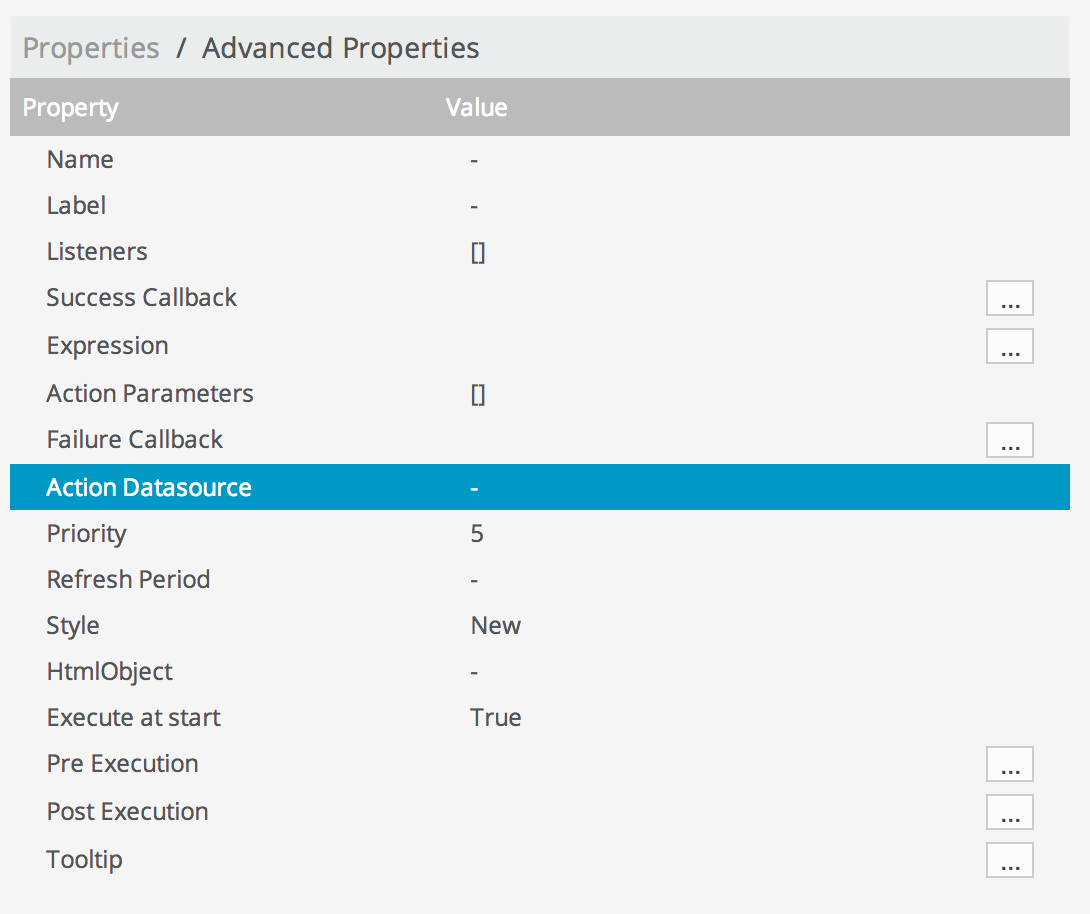 Properties / Advanced Properties
Property Value
Name -
Label -
Listeners []
Success Callback ...
Expression ...
Action Parameters []
Failure Callback ...
Action Datasource -
Priority 5
Refresh Period -
Style New
HtmlObject -
Execute at start True
Pre Execution ...
Post Execution ...
Tooltip ...